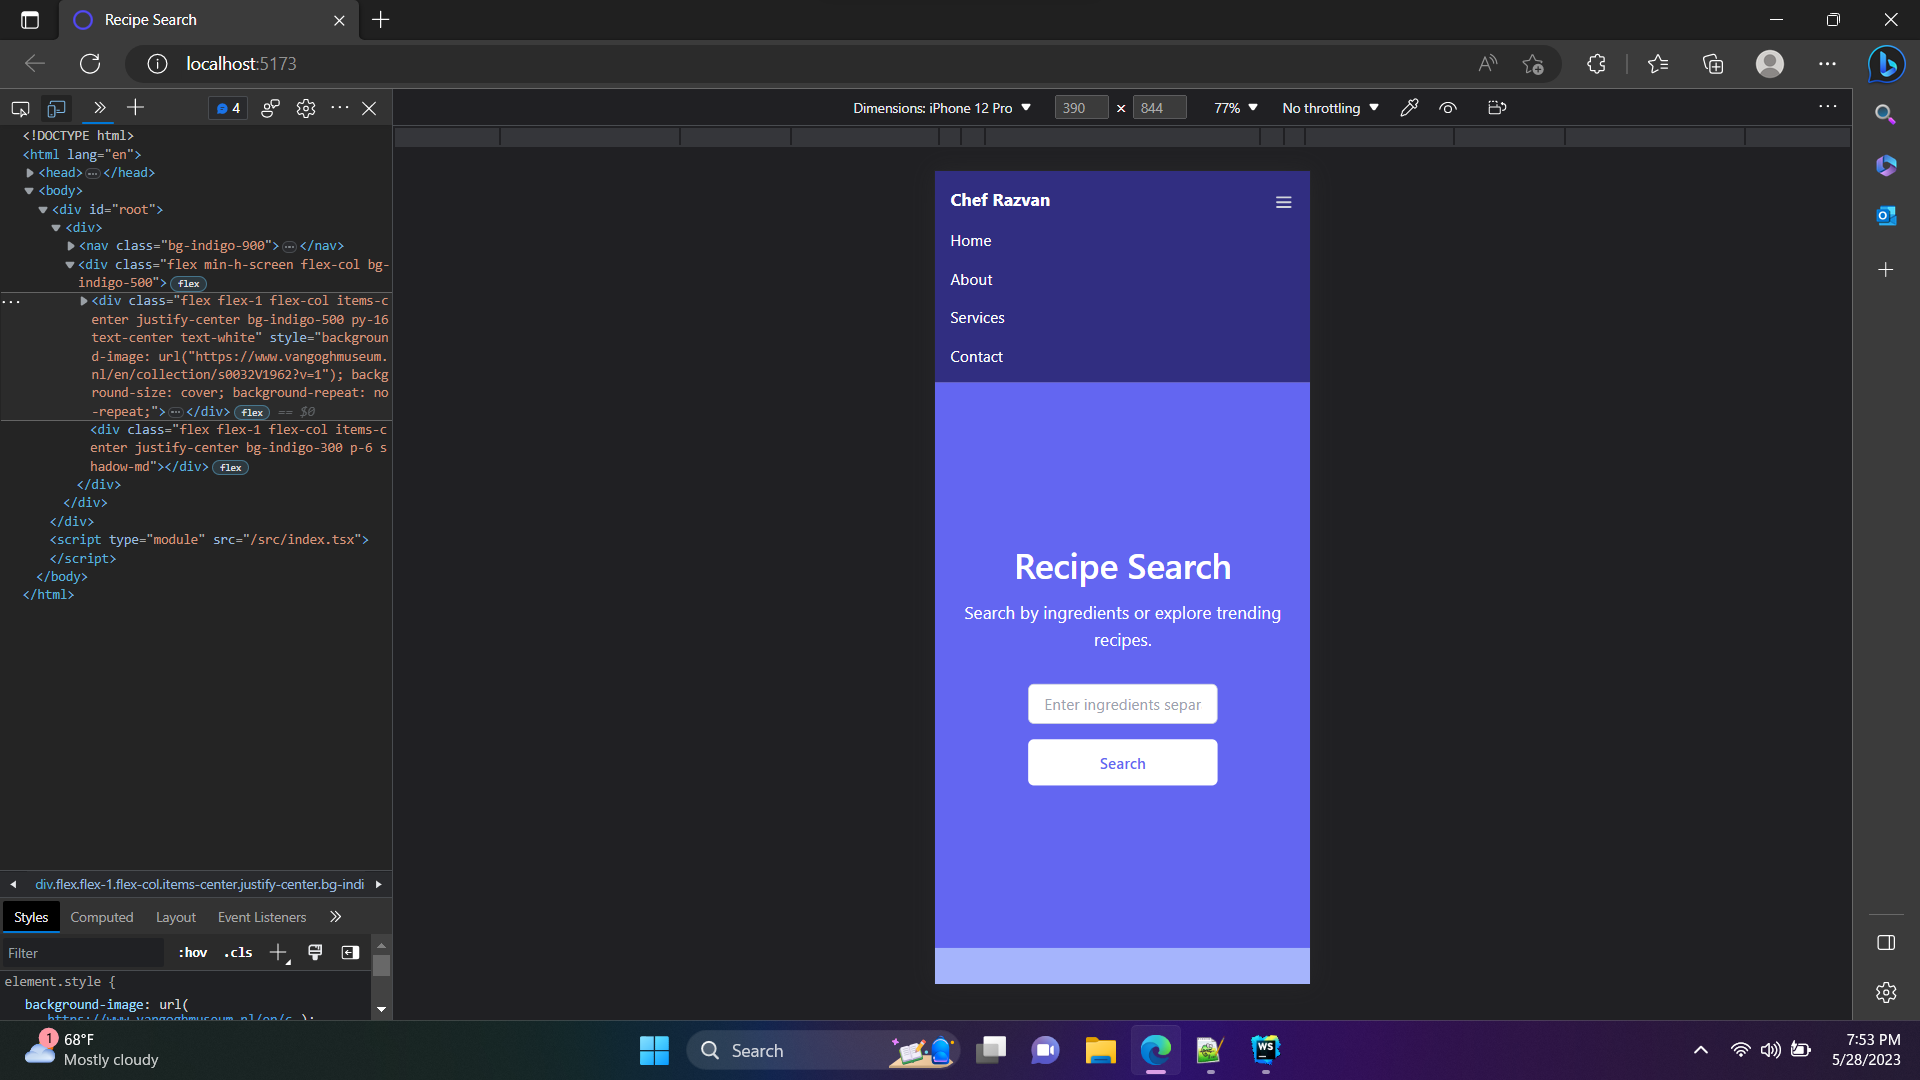 Recipe Search
localhost:5173
4
Dimensions: iPhone 12 Pro
390 × 844
77%
No throttling
<!DOCTYPE html>
<html lang="en">
<head></head>
<body>
<div id="root">
<div>
<nav class="bg-indigo-900"></nav>
<div class="flex min-h-screen flex-col bg-
indigo-500"> flex
<div class="flex flex-1 flex-col items-c
enter justify-center bg-indigo-500 py-16
text-center text-white" style="backgroun
d-image: url("https://www.vangoghmuseum.
nl/en/collection/s0032V1962?v=1"); backg
round-size: cover; background-repeat: no
-repeat;"></div> flex == $0
<div class="flex flex-1 flex-col items-c
enter justify-center bg-indigo-300 p-6 s
hadow-md"></div> flex
</div>
</div>
</div>
<script type="module" src="/src/index.tsx">
</script>
</body>
</html>
div.flex.flex-1.flex-col.items-center.justify-center.bg-indi
Styles Computed Layout Event Listeners
Filter :hov .cls
element.style {
background-image: url(
Chef Razvan
Home
About
Services
Contact
Recipe Search
Search by ingredients or explore trending
recipes.
Enter ingredients separ
Search
1
68°F
Mostly cloudy
Search
WS
7:53 PM
5/28/2023